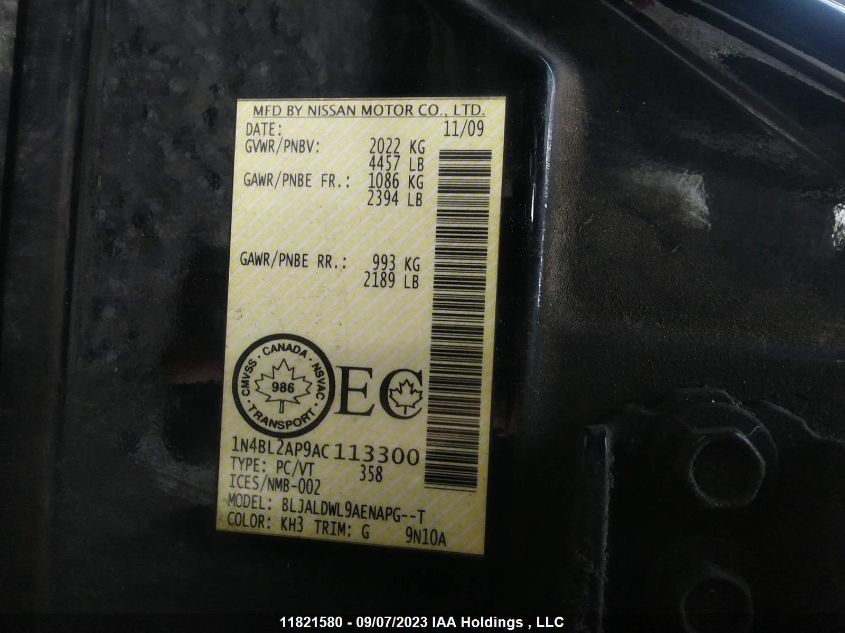 MFD BY NISSAN MOTOR CO., LTD.
DATE: 11/09
GVWR/PNBV: 2022 KG
4457 LB
GAWR/PNBE FR.: 1086 KG
2394 LB
GAWR/PNBE RR.: 993 KG
2189 LB
CMVSS · CANADA · NSVAC · TRANSPORT ·
986
EC
1N4BL2AP9AC113300
TYPE: PC/VT 358
ICES/NMB-002
MODEL: BLJALDWL9AENAPG--T
COLOR: KH3 TRIM: G 9N10A
11821580 - 09/07/2023 IAA Holdings , LLC